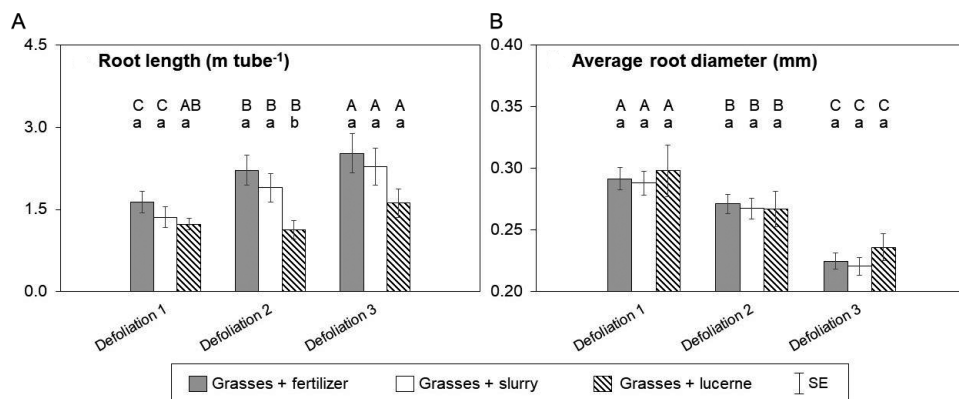 A
Root length (m tube⁻¹)
4.5
3.0
1.5
0.0
C C AB
a a a
B B B
a a b
A A A
a a a
Defoliation 1
Defoliation 2
Defoliation 3
B
Average root diameter (mm)
0.40
0.35
0.30
0.25
0.20
A A A
a a a
B B B
a a a
C C C
a a a
Defoliation 1
Defoliation 2
Defoliation 3
Grasses + fertilizer Grasses + slurry Grasses + lucerne SE